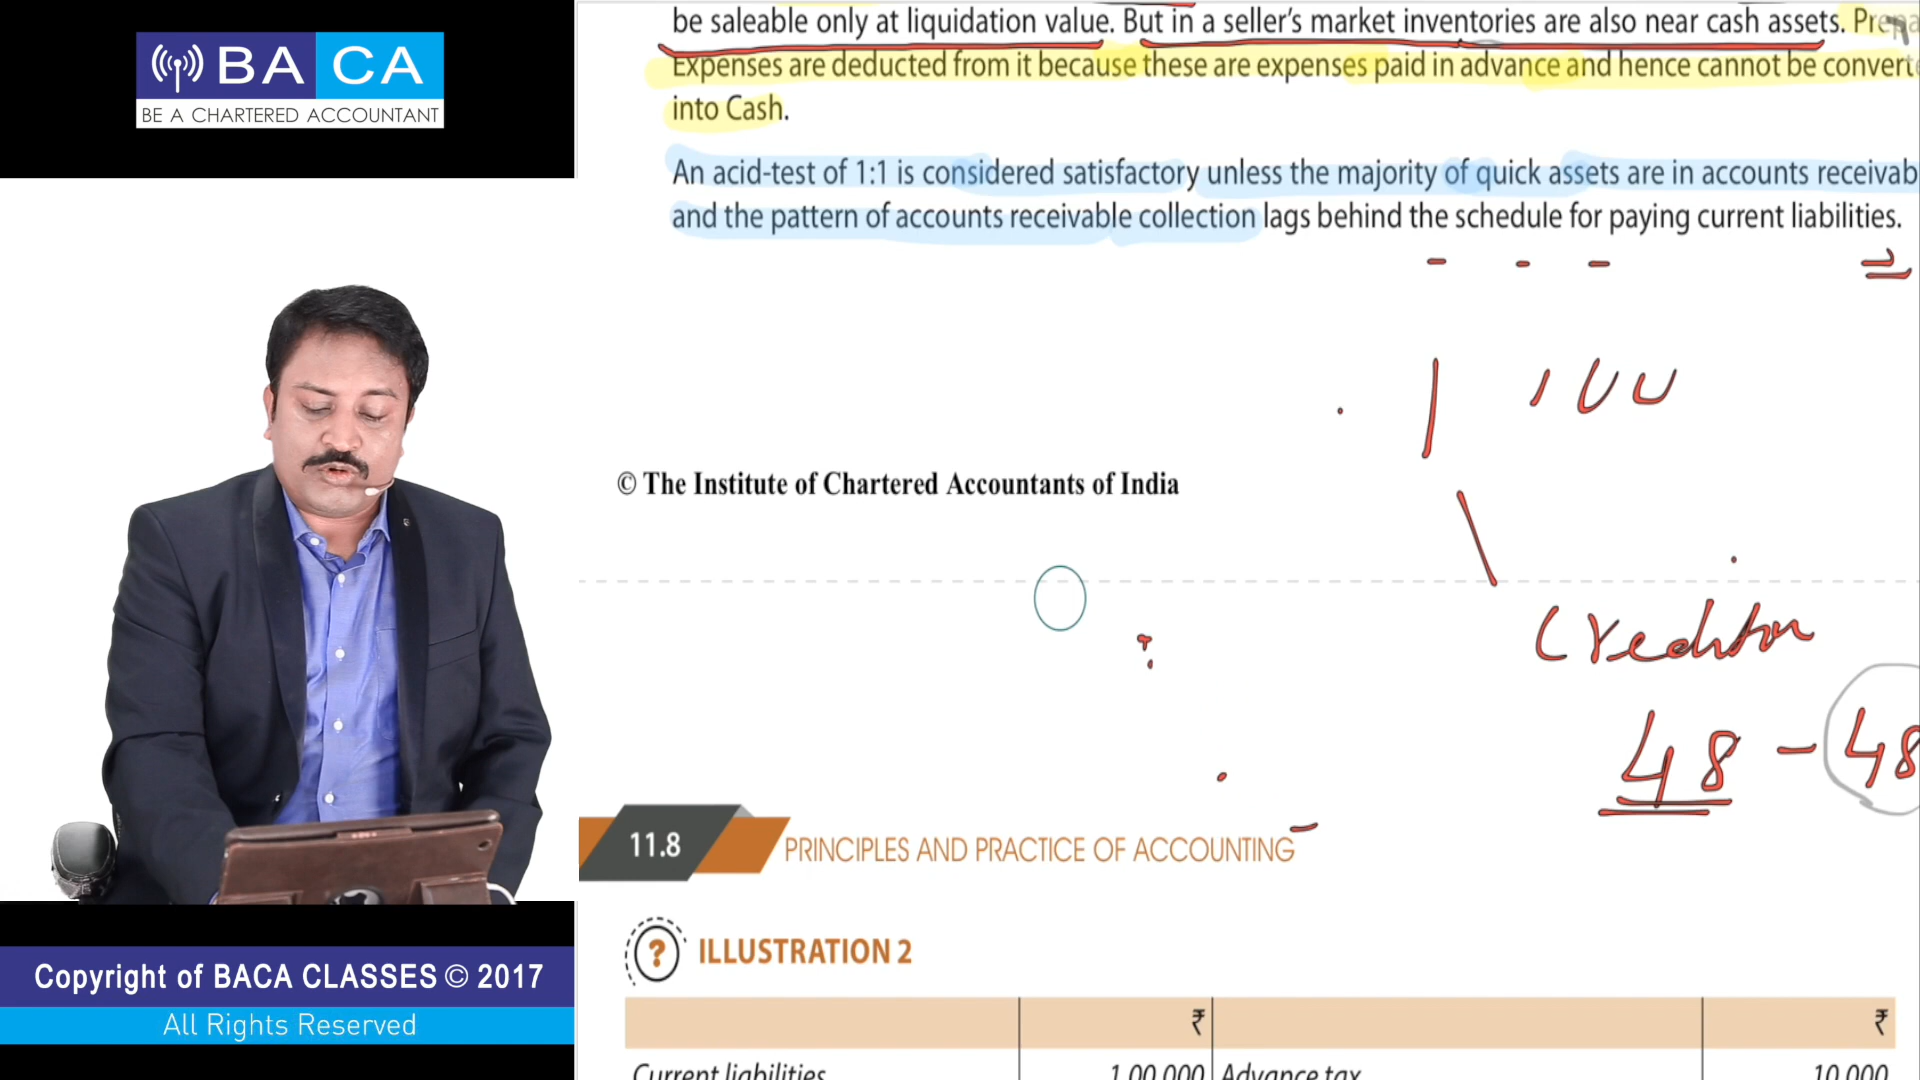 BA CA
BE A CHARTERED ACCOUNTANT
be saleable only at liquidation value. But in a seller's market inventories are also near cash assets. Prepa
Expenses are deducted from it because these are expenses paid in advance and hence cannot be convert
into Cash.
An acid-test of 1:1 is considered satisfactory unless the majority of quick assets are in accounts receivab
and the pattern of accounts receivable collection lags behind the schedule for paying current liabilities.
100
© The Institute of Chartered Accountants of India
Creditors
48 - 48
11.8 PRINCIPLES AND PRACTICE OF ACCOUNTING
? ILLUSTRATION 2
₹ ₹
Current liabilities 1,00,000 Advance tax 10,000
Copyright of BACA CLASSES © 2017
All Rights Reserved